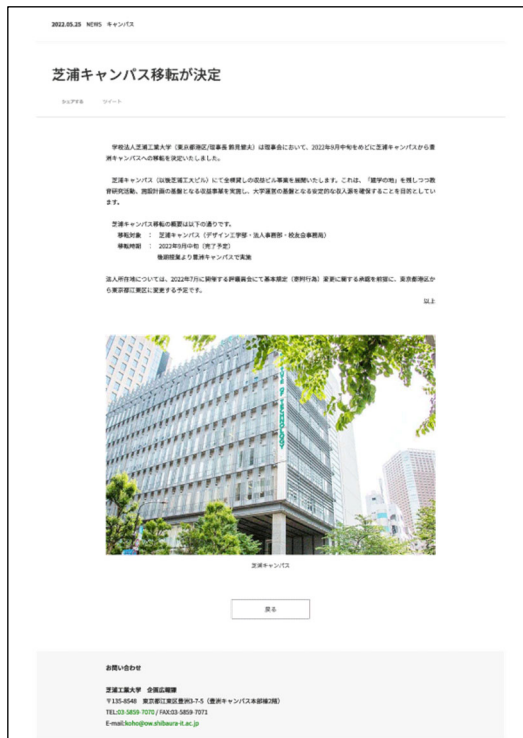 2022.05.25 NEWS キャンパス
芝浦キャンパス移転が決定
シェアする ツイート
学校法人芝浦工業大学（東京都港区/理事長 鈴見健夫）は理事会において、2022年9月中旬をめどに芝浦キャンパスから豊
洲キャンパスへの移転を決定いたしました。
芝浦キャンパス（以後芝浦工大ビル）にて全棟貸しの収益ビル事業を展開いたします。これは、「建学の地」を残しつつ教
育研究活動、施設計画の基盤となる収益事業を実施し、大学運営の基盤となる安定的な収入源を確保することを目的としてい
ます。
芝浦キャンパス移転の概要は以下の通りです。
移転対象 ： 芝浦キャンパス（デザイン工学部・法人事務部・校友会事務局）
移転時期 ： 2022年9月中旬（完了予定）
後期授業より豊洲キャンパスで実施
法人所在地については、2022年7月に開催する評議員会にて基本規定（寄附行為）変更に関する承認を前提に、東京都港区か
ら東京都江東区に変更する予定です。
以上
TUTE OF TECHNOLOGY
芝浦キャンパス
戻る
お問い合わせ
芝浦工業大学 企画広報課
〒135-8548 東京都江東区豊洲3-7-5（豊洲キャンパス本部棟2階）
TEL:03-5859-7070 / FAX:03-5859-7071
E-mail:koho@ow.shibaura-it.ac.jp